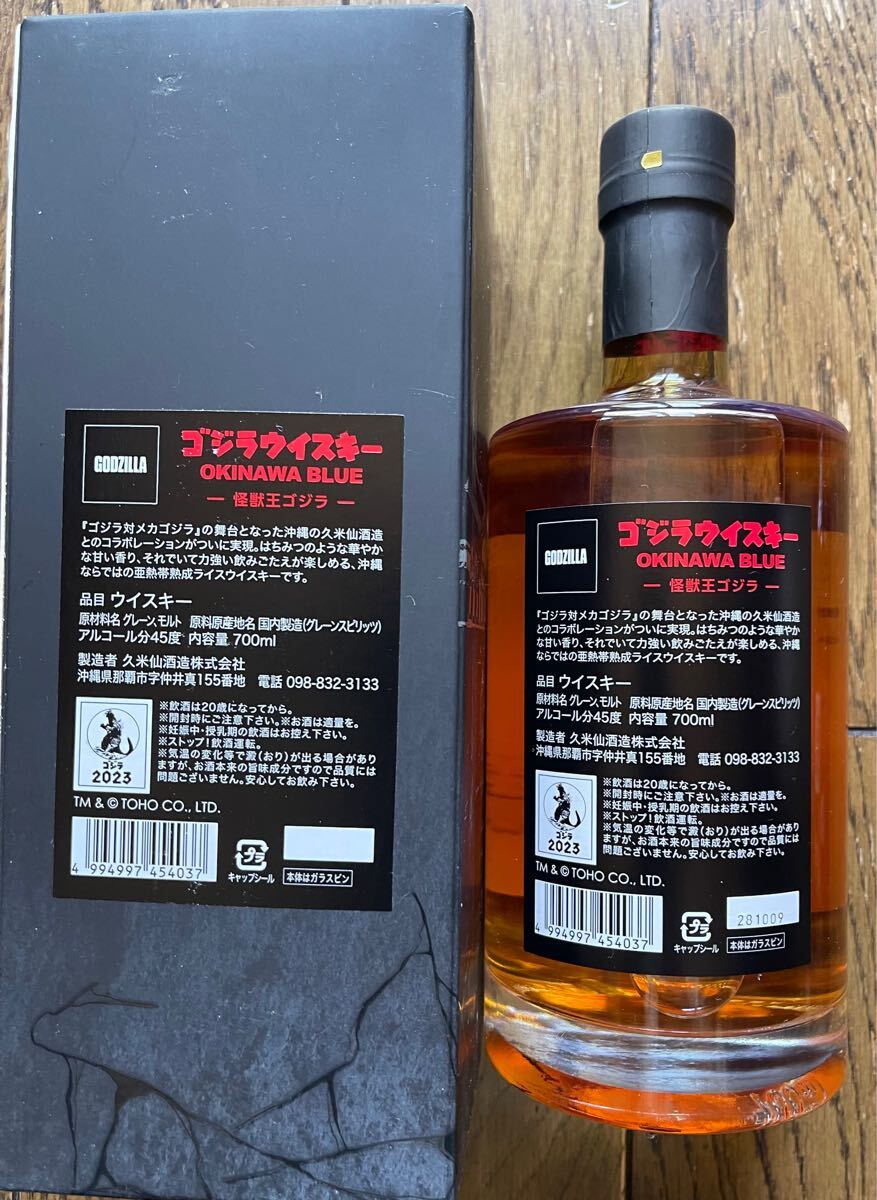 GODZILLA
ゴジラウイスキー
OKINAWA BLUE
― 怪獣王ゴジラ ―
『ゴジラ対メカゴジラ』の舞台となった沖縄の久米仙酒造
とのコラボレーションがついに実現。はちみつのような華やか
な甘い香り、それでいて力強い飲みごたえが楽しめる、沖縄
ならではの亜熱帯熟成ライスウイスキーです。
品目 ウイスキー
原材料名 グレーン、モルト 原料原産地名 国内製造(グレーンスピリッツ)
アルコール分45度 内容量 700ml
製造者 久米仙酒造株式会社
沖縄県那覇市字仲井真155番地 電話 098-832-3133
※飲酒は20歳になってから。
※開封時にご注意下さい。※お酒は適量を。
※妊娠中・授乳期の飲酒はお控え下さい。
※ストップ!飲酒運転。
※気温の変化等で澱(おり)が出る場合があり
ますが、お酒本来の旨味成分ですので品質には
問題ございません。安心してお飲み下さい。
ゴジラ
2023
TM & © TOHO CO., LTD.
4 994997 454037
プラ
キャップシール
本体はガラスビン
GODZILLA
ゴジラウイスキー
OKINAWA BLUE
― 怪獣王ゴジラ ―
『ゴジラ対メカゴジラ』の舞台となった沖縄の久米仙酒造
とのコラボレーションがついに実現。はちみつのような華やか
な甘い香り、それでいて力強い飲みごたえが楽しめる、沖縄
ならではの亜熱帯熟成ライスウイスキーです。
品目 ウイスキー
原材料名 グレーン、モルト 原料原産地名 国内製造(グレーンスピリッツ)
アルコール分45度 内容量 700ml
製造者 久米仙酒造株式会社
沖縄県那覇市字仲井真155番地 電話 098-832-3133
※飲酒は20歳になってから。
※開封時にご注意下さい。※お酒は適量を。
※妊娠中・授乳期の飲酒はお控え下さい。
※ストップ!飲酒運転。
※気温の変化等で澱(おり)が出る場合があり
ますが、お酒本来の旨味成分ですので品質には
問題ございません。安心してお飲み下さい。
ゴジラ
2023
TM & © TOHO CO., LTD.
4 994997 454037
プラ
キャップシール
281009
本体はガラスビン